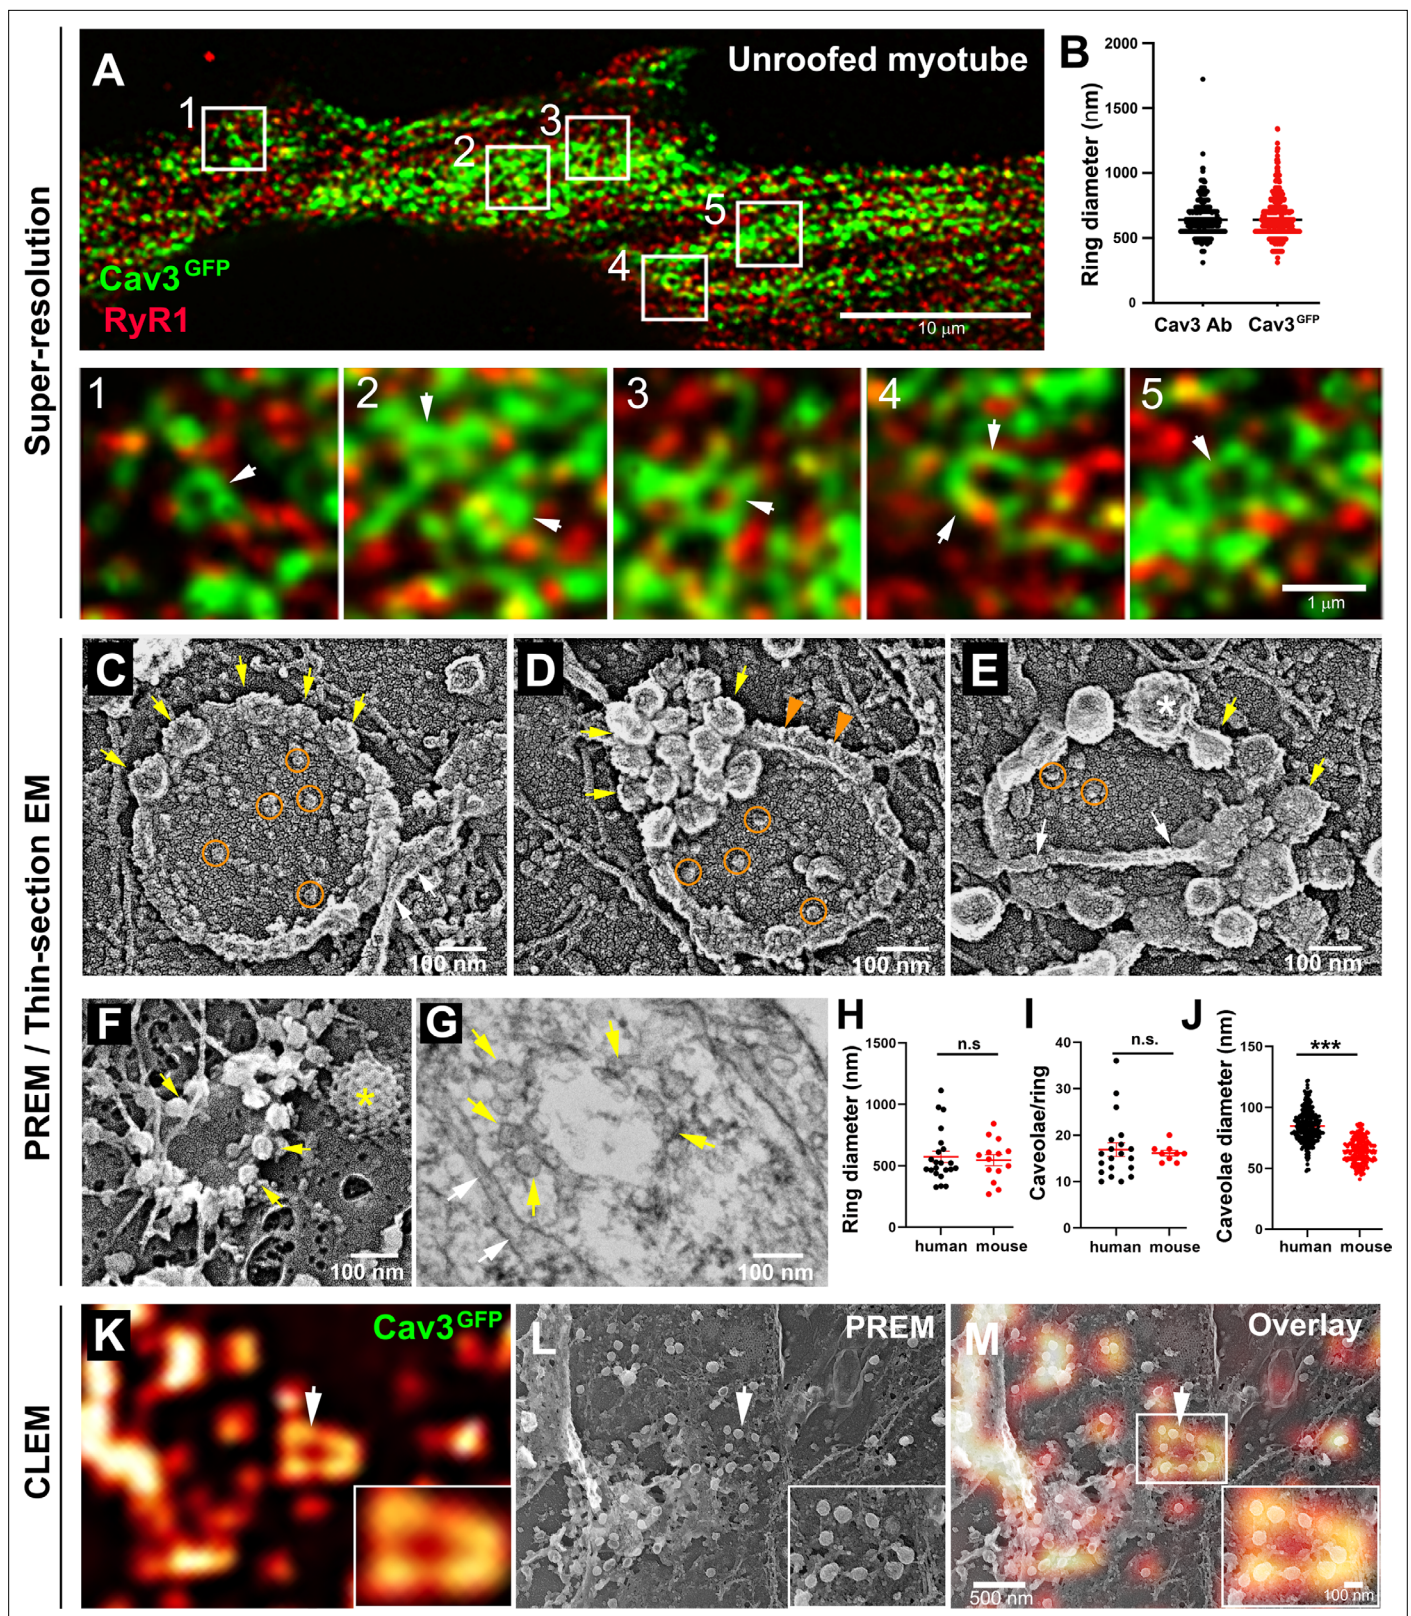 Super-resolution
A
Unroofed myotube
1
2
3
4
5
Cav3GFP
RyR1
10 µm
B
Ring diameter (nm)
2000
1500
1000
500
0
Cav3 Ab
Cav3GFP
1
2
3
4
5
1 µm
PREM / Thin-section EM
C
100 nm
D
100 nm
E
*
100 nm
F
*
100 nm
G
100 nm
H
Ring diameter (nm)
1500
1000
500
0
n.s
human
mouse
I
Caveolae/ring
40
30
20
10
0
n.s.
human
mouse
J
Caveolae diameter (nm)
150
100
50
0
***
human
mouse
CLEM
K
Cav3GFP
L
PREM
M
Overlay
500 nm
100 nm